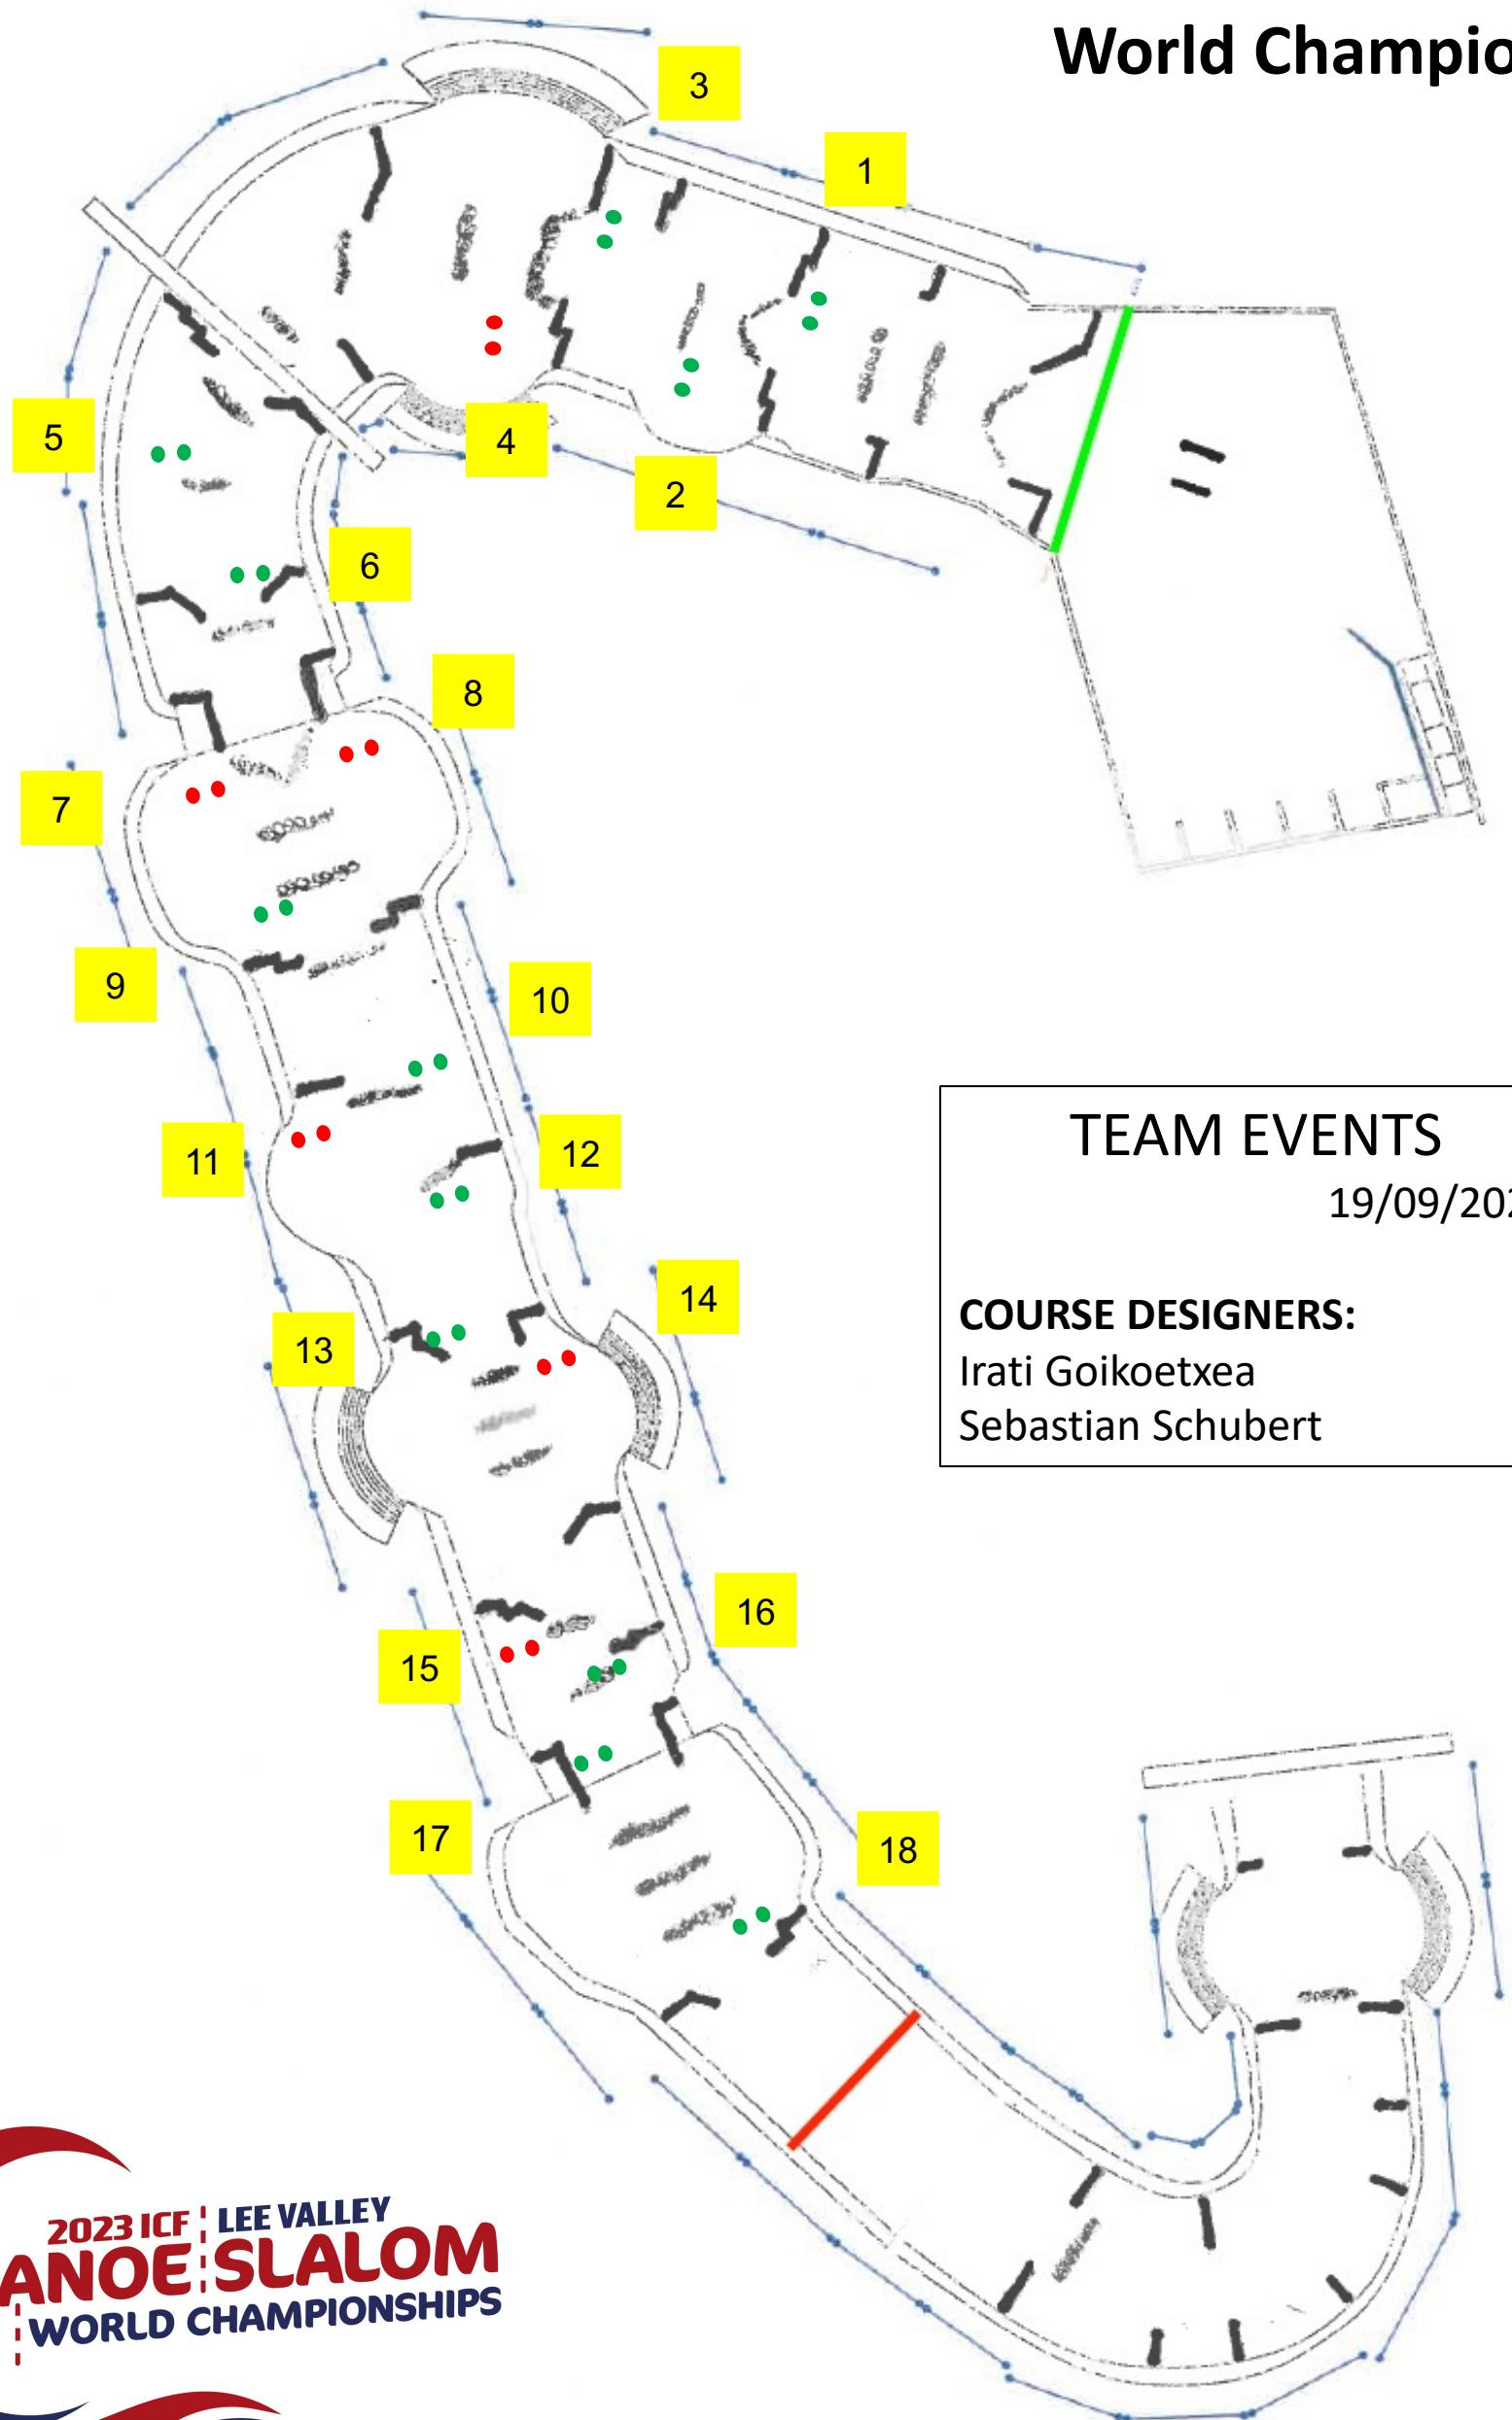 World Champio
3
1
5
4
2
6
8
7
9
10
11
12
TEAM EVENTS
19/09/202
COURSE DESIGNERS:
Irati Goikoetxea
Sebastian Schubert
14
13
16
15
17
18
2023 ICF LEE VALLEY
ANOE SLALOM
WORLD CHAMPIONSHIPS